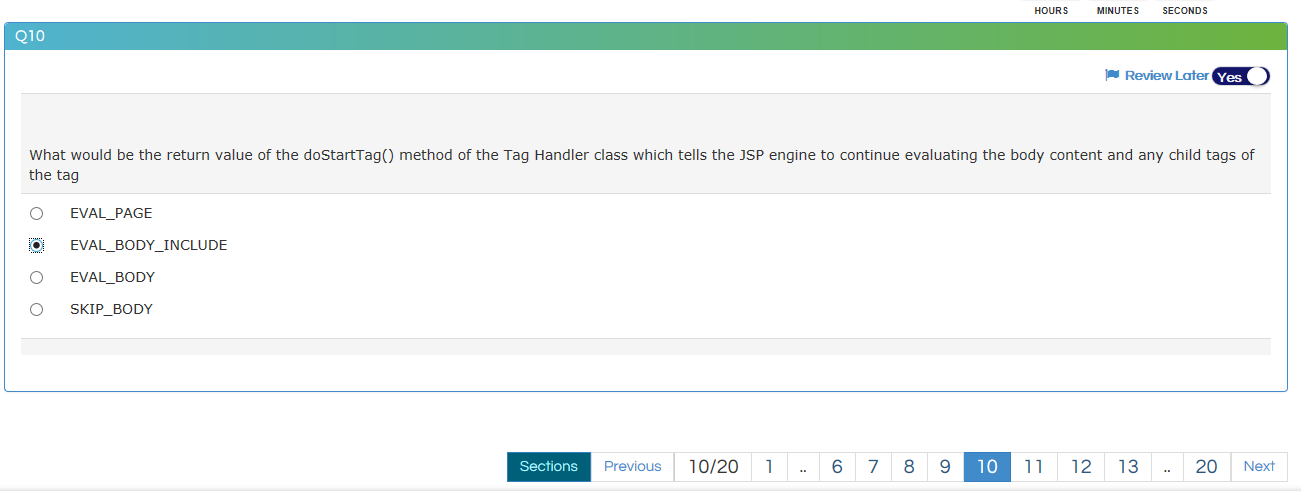 HOURS MINUTES SECONDS
Q10
Review Later Yes
What would be the return value of the doStartTag() method of the Tag Handler class which tells the JSP engine to continue evaluating the body content and any child tags of
the tag
EVAL_PAGE
EVAL_BODY_INCLUDE
EVAL_BODY
SKIP_BODY
Sections Previous 10/20 1 .. 6 7 8 9 10 11 12 13 .. 20 Next